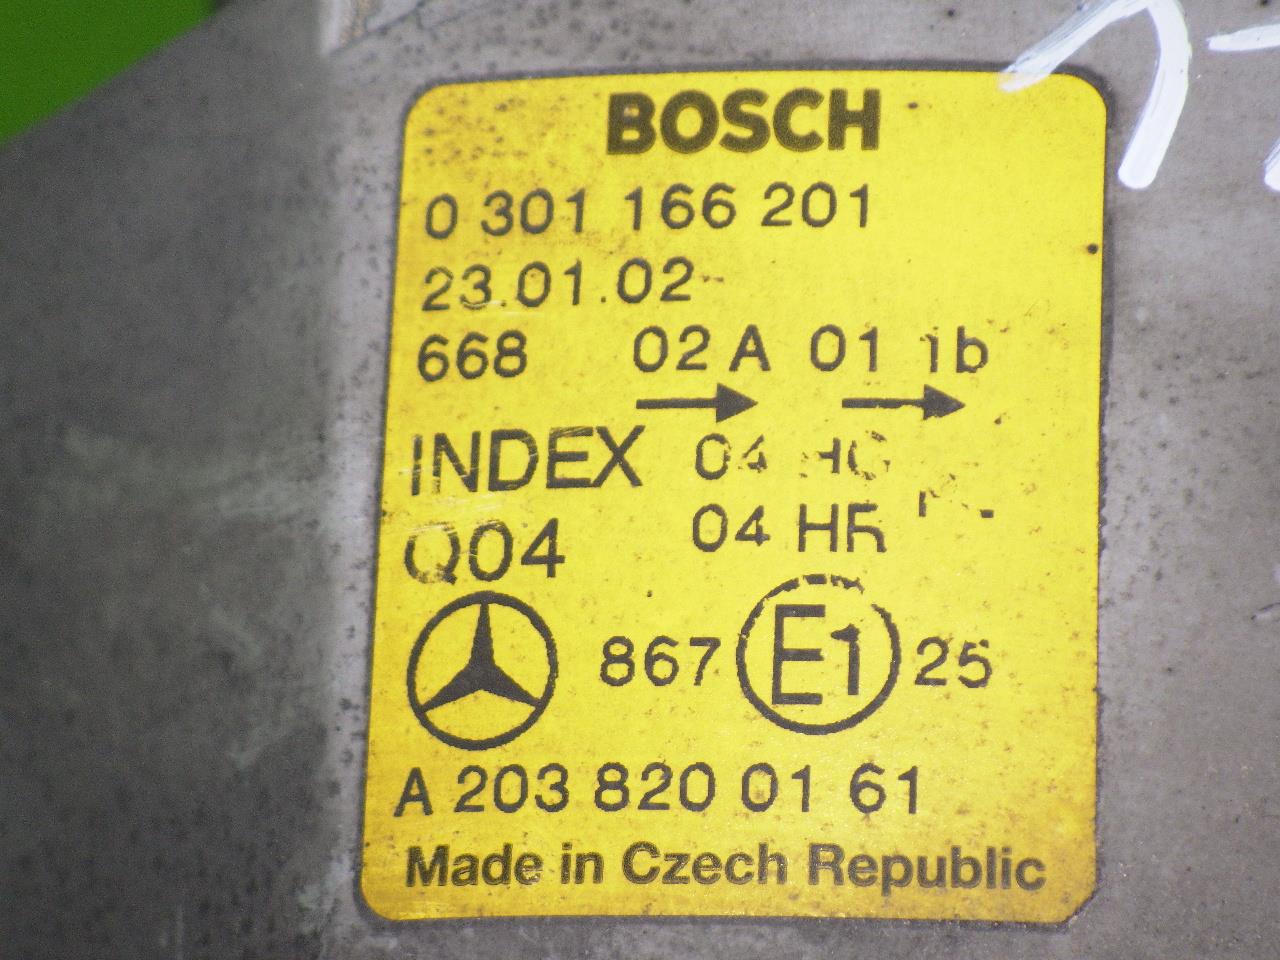 BOSCH
0 301 166 201
23.01.02
668 02 A 01 1b
INDEX 04 HC
Q04 04 HR
867 E1 25
A 203 820 01 61
Made in Czech Republic